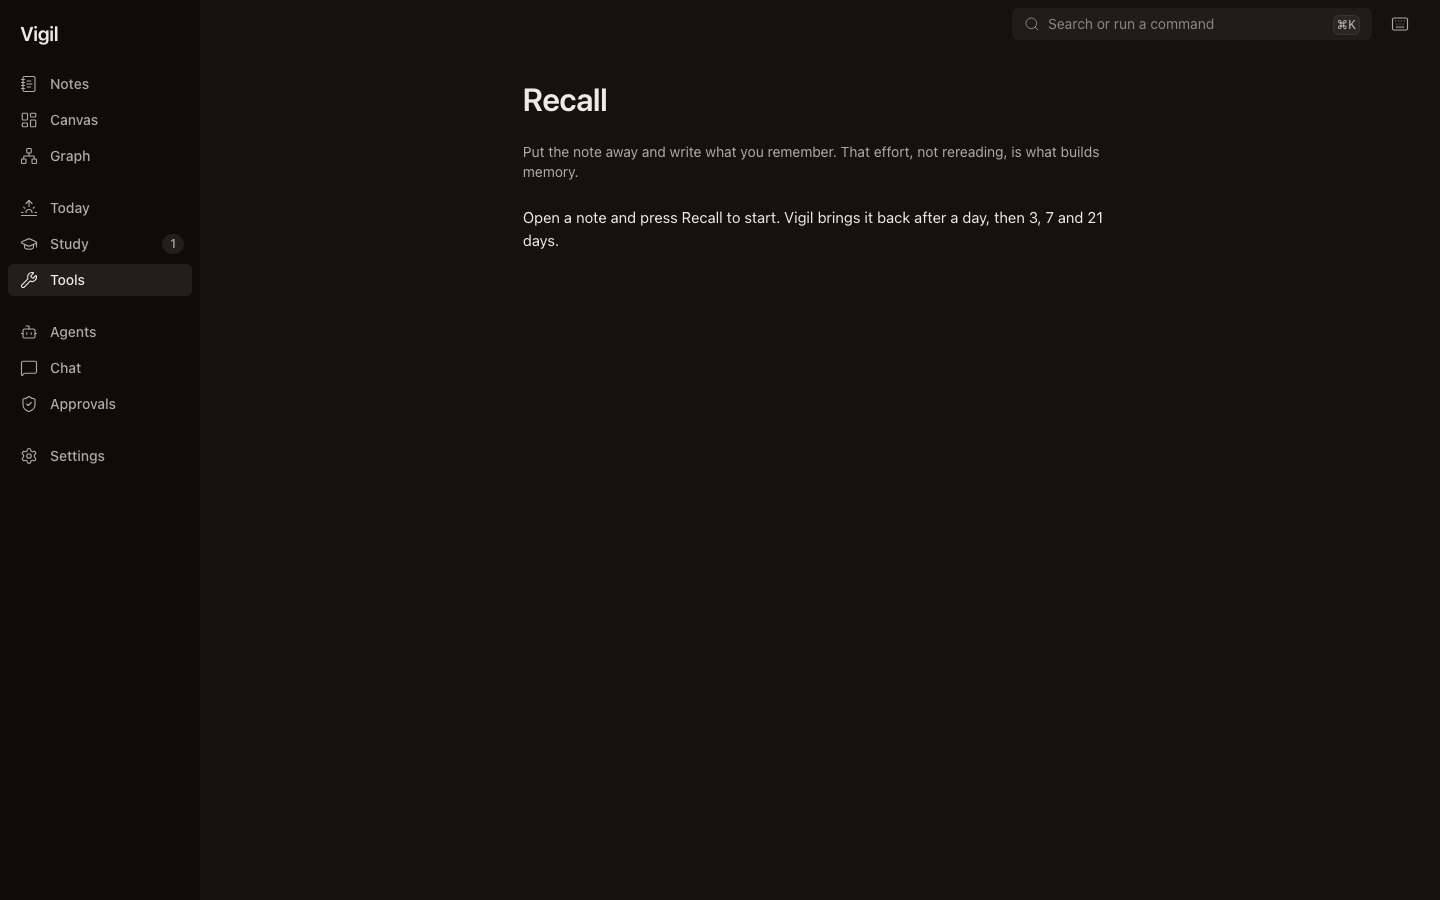 Vigil
Search or run a command
⌘K
Notes
Canvas
Graph
Today
Study
1
Tools
Agents
Chat
Approvals
Settings
Recall
Put the note away and write what you remember. That effort, not rereading, is what builds
memory.
Open a note and press Recall to start. Vigil brings it back after a day, then 3, 7 and 21
days.